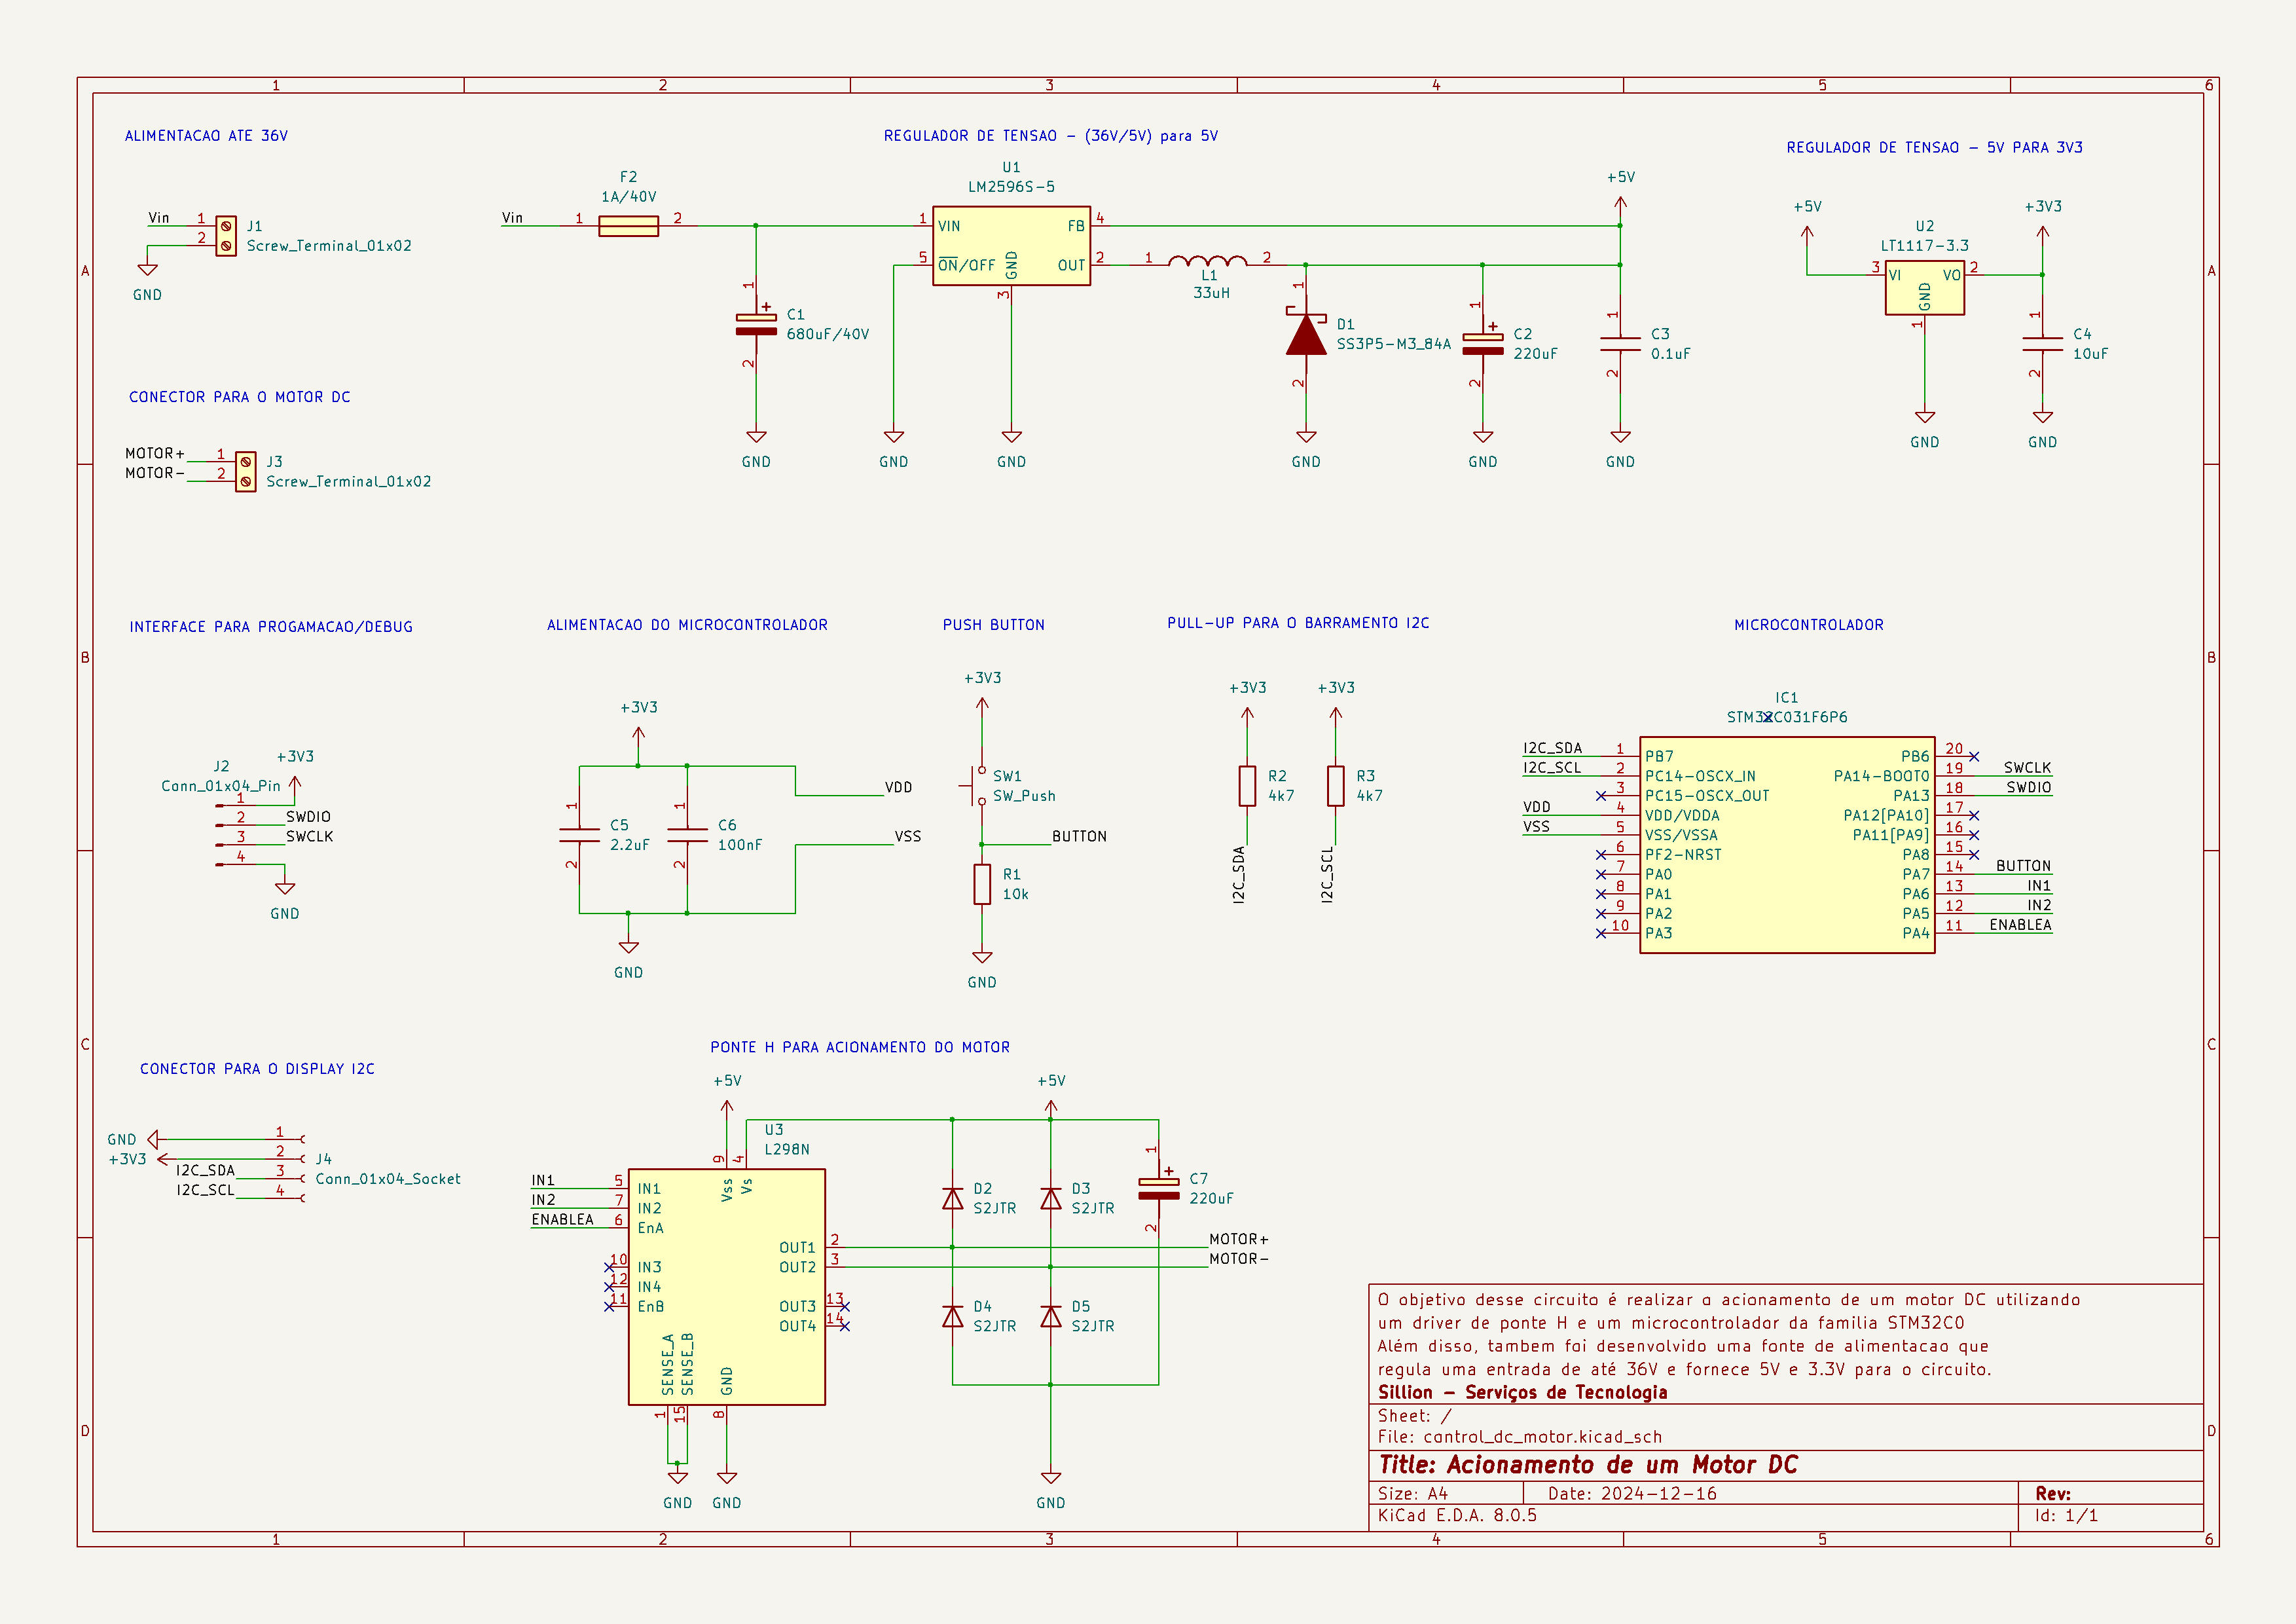 1 2 3 4 5 6
ALIMENTACAO ATE 36V
Vin 1
2
J1
Screw_Terminal_01x02
GND
REGULADOR DE TENSAO - (36V/5V) para 5V
F2
1A/40V
Vin 1 2
U1
LM2596S-5
1 VIN FB 4
5 ON/OFF GND OUT 2
3
1 2
L1
33uH
+5V
1
+
C1
680uF/40V
2
1
D1
SS3P5-M3_84A
2
1
+
C2
220uF
2
1
C3
0.1uF
2
GND GND GND GND GND GND
REGULADOR DE TENSAO - 5V PARA 3V3
+5V +3V3
U2
LT1117-3.3
3 VI VO 2
GND
1
1
C4
10uF
2
GND GND
A A
CONECTOR PARA O MOTOR DC
MOTOR+ 1
MOTOR- 2
J3
Screw_Terminal_01x02
INTERFACE PARA PROGAMACAO/DEBUG
J2
Conn_01x04_Pin
+3V3
1
2 SWDIO
3 SWCLK
4
GND
ALIMENTACAO DO MICROCONTROLADOR
+3V3
VDD
1
C5
2.2uF
2
1
C6
100nF
2
VSS
GND
PUSH BUTTON
+3V3
SW1
SW_Push
BUTTON
R1
10k
GND
PULL-UP PARA O BARRAMENTO I2C
+3V3 +3V3
R2
4k7
R3
4k7
I2C_SDA
I2C_SCL
MICROCONTROLADOR
IC1
STM32C031F6P6
I2C_SDA 1 PB7 PB6 20
I2C_SCL 2 PC14-OSCX_IN PA14-BOOT0 19 SWCLK
3 PC15-OSCX_OUT PA13 18 SWDIO
VDD 4 VDD/VDDA PA12[PA10] 17
VSS 5 VSS/VSSA PA11[PA9] 16
6 PF2-NRST PA8 15
7 PA0 PA7 14 BUTTON
8 PA1 PA6 13 IN1
9 PA2 PA5 12 IN2
10 PA3 PA4 11 ENABLEA
B B
CONECTOR PARA O DISPLAY I2C
GND 1
+3V3 2
I2C_SDA 3
I2C_SCL 4
J4
Conn_01x04_Socket
PONTE H PARA ACIONAMENTO DO MOTOR
+5V +5V
U3
L298N
9 4
Vss Vs
IN1 5 IN1
IN2 7 IN2
ENABLEA 6 EnA
10 IN3
12 IN4
11 EnB
OUT1 2
OUT2 3
OUT3 13
OUT4 14
SENSE_A SENSE_B GND
1 15 8
D2
S2JTR
D3
S2JTR
1
+
C7
220uF
2
MOTOR+
MOTOR-
D4
S2JTR
D5
S2JTR
GND GND GND
C C
D D
O objetivo desse circuito é realizar o acionamento de um motor DC utilizando
um driver de ponte H e um microcontrolador da familia STM32C0
Além disso, tambem foi desenvolvido uma fonte de alimentacao que
regula uma entrada de até 36V e fornece 5V e 3.3V para o circuito.
Sillion - Serviços de Tecnologia
Sheet: /
File: control_dc_motor.kicad_sch
Title: Acionamento de um Motor DC
Size: A4 Date: 2024-12-16 Rev:
KiCad E.D.A. 8.0.5 Id: 1/1
1 2 3 4 5 6